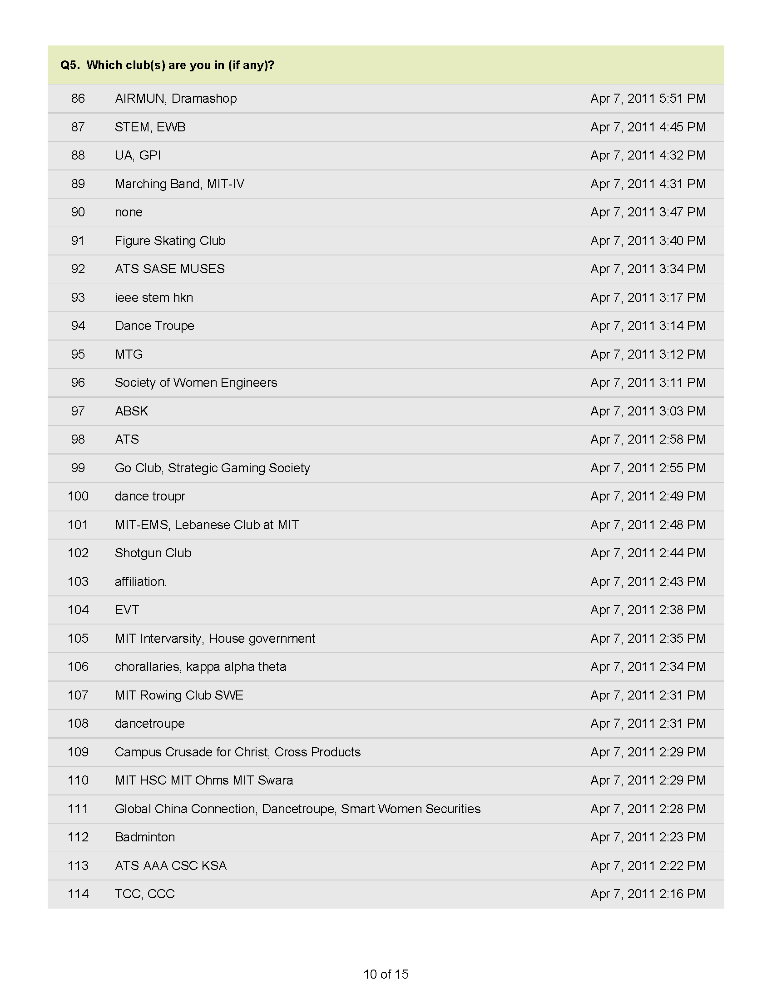 Q5. Which club(s) are you in (if any)?
86 AIRMUN, Dramashop Apr 7, 2011 5:51 PM
87 STEM, EWB Apr 7, 2011 4:45 PM
88 UA, GPI Apr 7, 2011 4:32 PM
89 Marching Band, MIT-IV Apr 7, 2011 4:31 PM
90 none Apr 7, 2011 3:47 PM
91 Figure Skating Club Apr 7, 2011 3:40 PM
92 ATS SASE MUSES Apr 7, 2011 3:34 PM
93 ieee stem hkn Apr 7, 2011 3:17 PM
94 Dance Troupe Apr 7, 2011 3:14 PM
95 MTG Apr 7, 2011 3:12 PM
96 Society of Women Engineers Apr 7, 2011 3:11 PM
97 ABSK Apr 7, 2011 3:03 PM
98 ATS Apr 7, 2011 2:58 PM
99 Go Club, Strategic Gaming Society Apr 7, 2011 2:55 PM
100 dance troupr Apr 7, 2011 2:49 PM
101 MIT-EMS, Lebanese Club at MIT Apr 7, 2011 2:48 PM
102 Shotgun Club Apr 7, 2011 2:44 PM
103 affiliation. Apr 7, 2011 2:43 PM
104 EVT Apr 7, 2011 2:38 PM
105 MIT Intervarsity, House government Apr 7, 2011 2:35 PM
106 chorallaries, kappa alpha theta Apr 7, 2011 2:34 PM
107 MIT Rowing Club SWE Apr 7, 2011 2:31 PM
108 dancetroupe Apr 7, 2011 2:31 PM
109 Campus Crusade for Christ, Cross Products Apr 7, 2011 2:29 PM
110 MIT HSC MIT Ohms MIT Swara Apr 7, 2011 2:29 PM
111 Global China Connection, Dancetroupe, Smart Women Securities Apr 7, 2011 2:28 PM
112 Badminton Apr 7, 2011 2:23 PM
113 ATS AAA CSC KSA Apr 7, 2011 2:22 PM
114 TCC, CCC Apr 7, 2011 2:16 PM
10 of 15